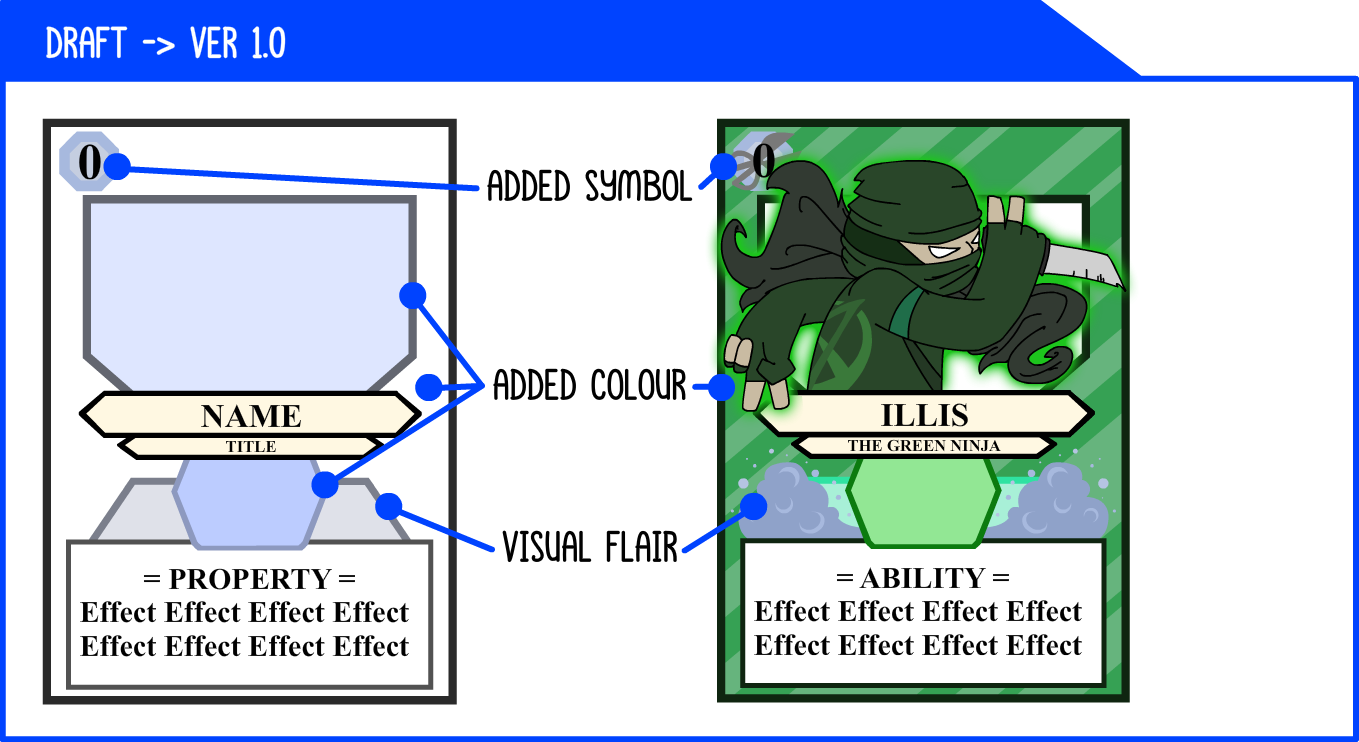 DRAFT -> VER 1.0
0
ADDED SYMBOL
0
ADDED COLOUR
NAME
TITLE
ILLIS
THE GREEN NINJA
VISUAL FLAIR
= PROPERTY =
Effect Effect Effect Effect
Effect Effect Effect Effect
= ABILITY =
Effect Effect Effect Effect
Effect Effect Effect Effect